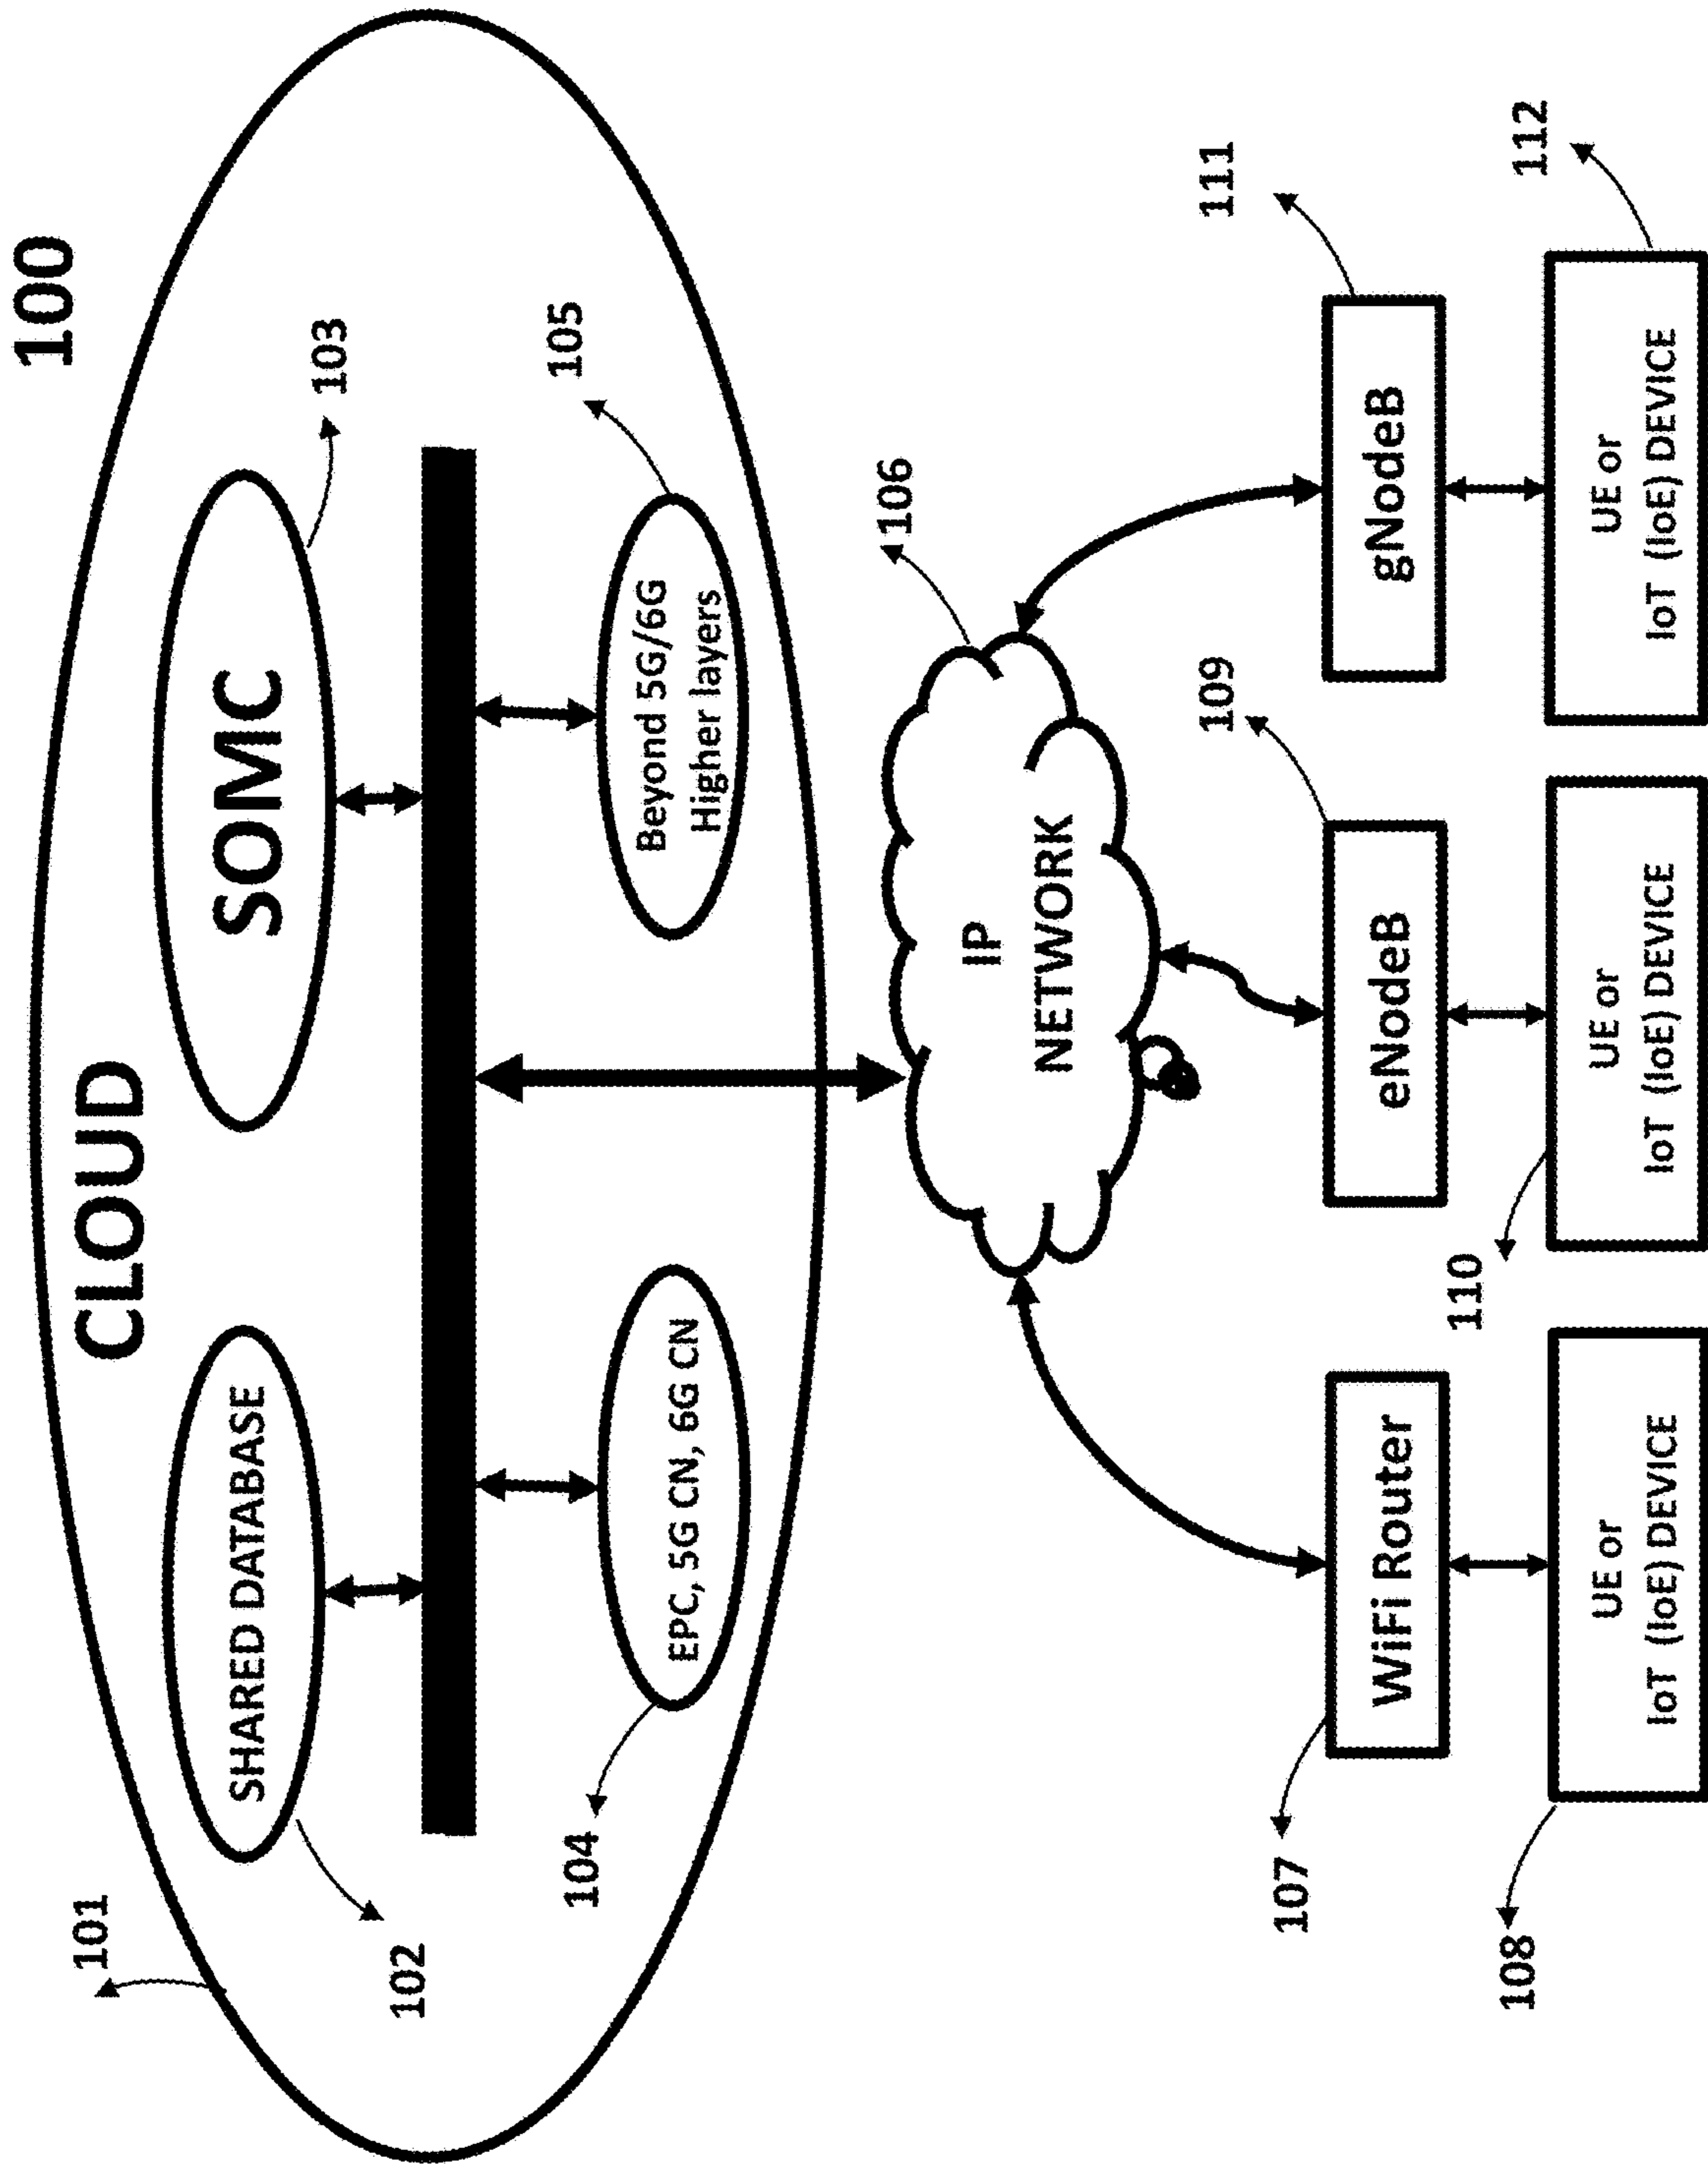 100
101
CLOUD
102
SHARED DATABASE
SOMC
103
104
EPC, 5G CN, 6G CN
Beyond 5G/6G
Higher layers
105
106
IP
NETWORK
107
WiFi Router
109
eNodeB
111
gNodeB
108
UE or
IoT (IoE) DEVICE
110
UE or
IoT (IoE) DEVICE
112
UE or
IoT (IoE) DEVICE